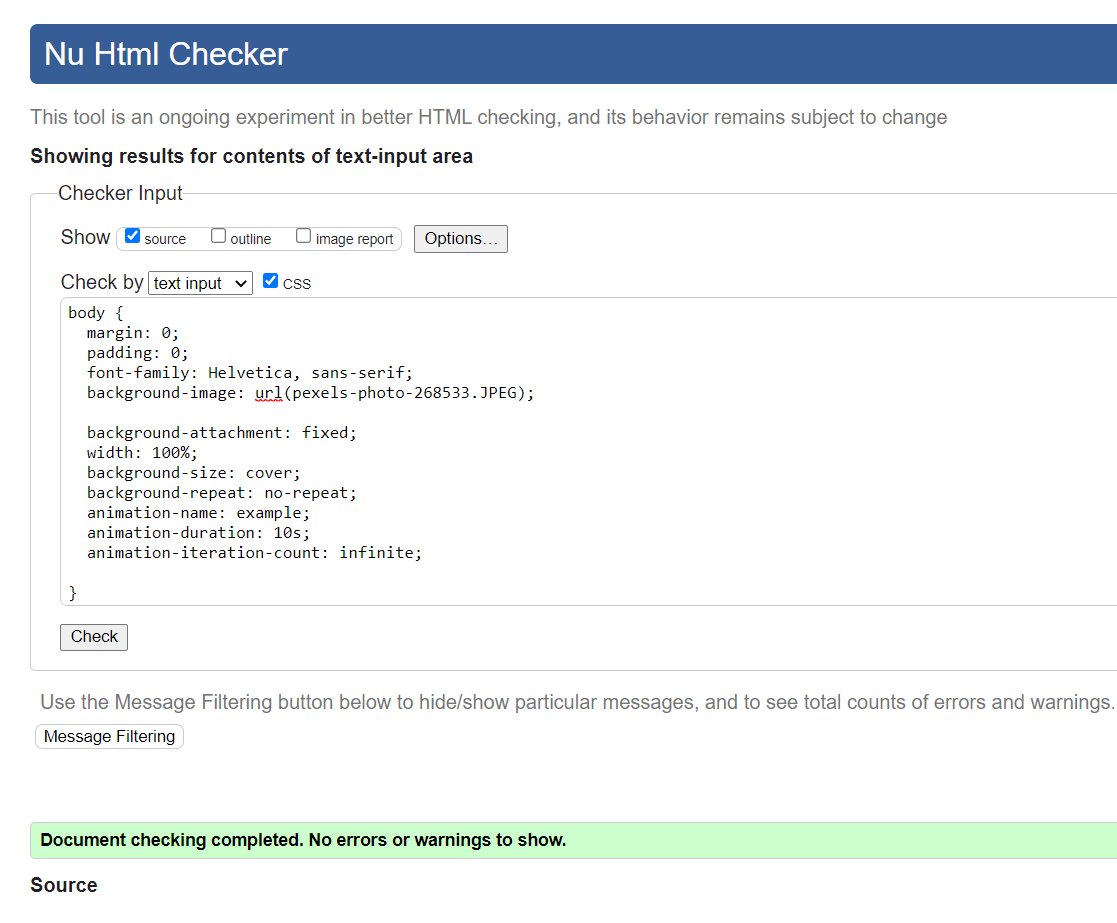 Nu Html Checker
This tool is an ongoing experiment in better HTML checking, and its behavior remains subject to change
Showing results for contents of text-input area
Checker Input
Show source outline image report Options...
Check by text input CSS
body {
  margin: 0;
  padding: 0;
  font-family: Helvetica, sans-serif;
  background-image: url(pexels-photo-268533.JPEG);
  background-attachment: fixed;
  width: 100%;
  background-size: cover;
  background-repeat: no-repeat;
  animation-name: example;
  animation-duration: 10s;
  animation-iteration-count: infinite;
}
Check
Use the Message Filtering button below to hide/show particular messages, and to see total counts of errors and warnings.
Message Filtering
Document checking completed. No errors or warnings to show.
Source